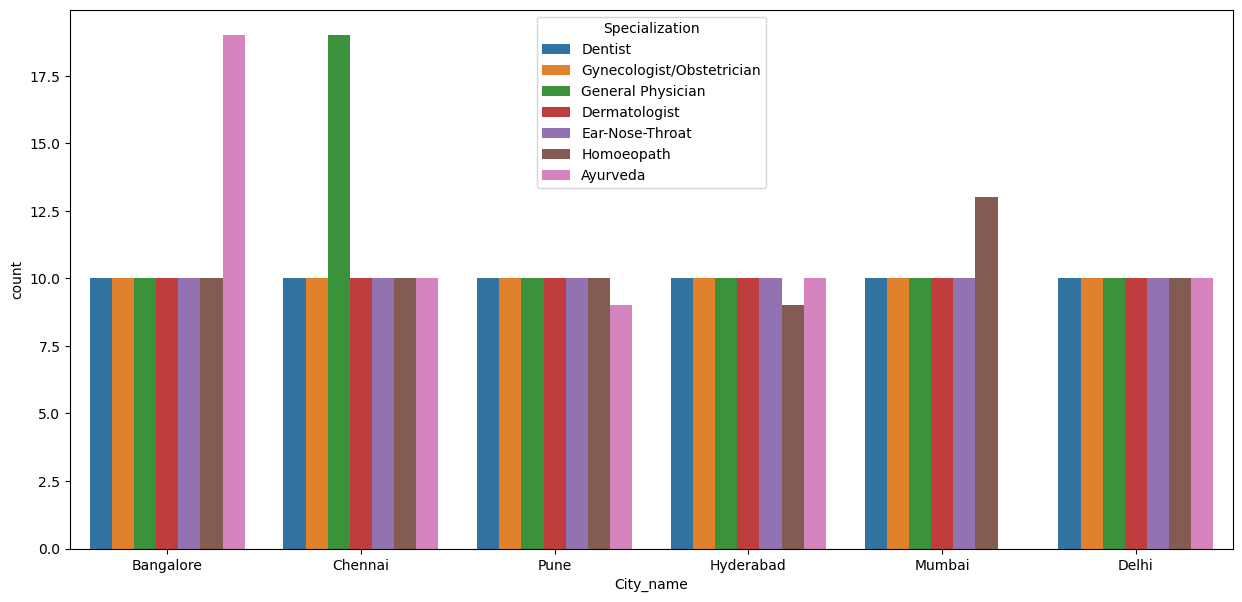 Specialization
Dentist
Gynecologist/Obstetrician
General Physician
Dermatologist
Ear-Nose-Throat
Homoeopath
Ayurveda
17.5
15.0
12.5
10.0
7.5
5.0
2.5
0.0
count
Bangalore Chennai Pune Hyderabad Mumbai Delhi
City_name